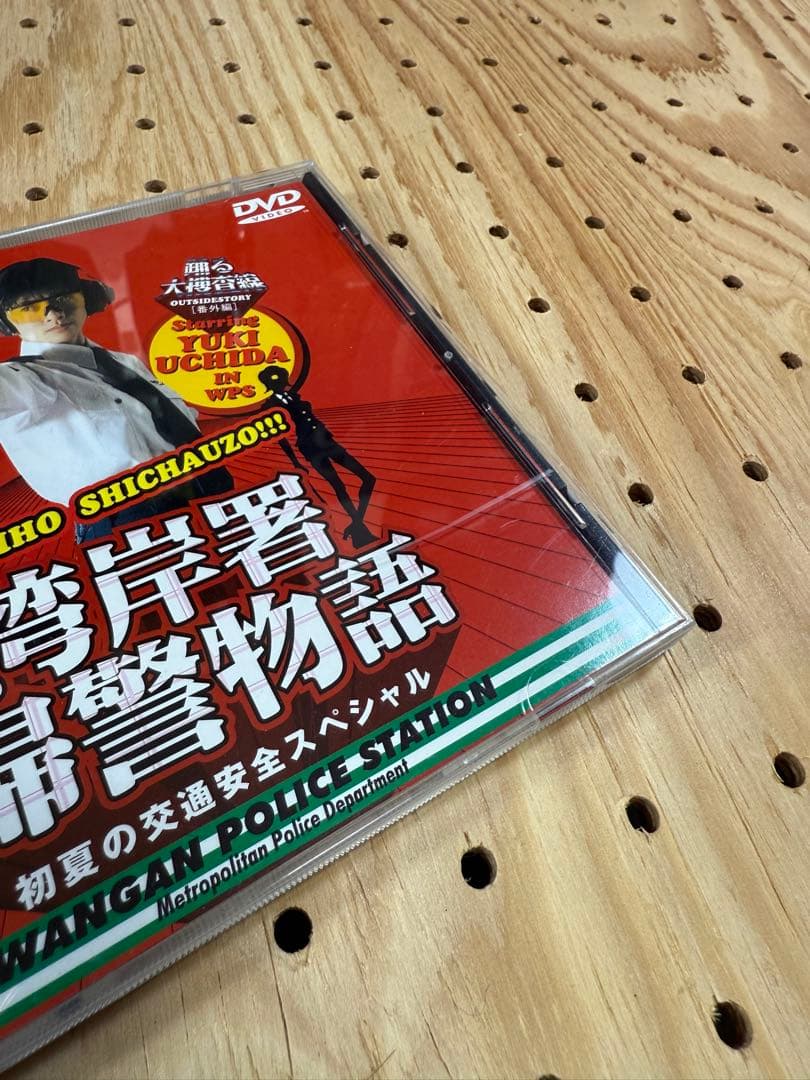 DVD
VIDEO
踊る
大捜査線
OUTSIDESTORY
[番外編]
Starring
YUKI
UCHIDA
IN
WPS
IHO SHICHAUZO!!!
湾岸署
婦警物語
初夏の交通安全スペシャル
WANGAN POLICE STATION
Metropolitan Police Department